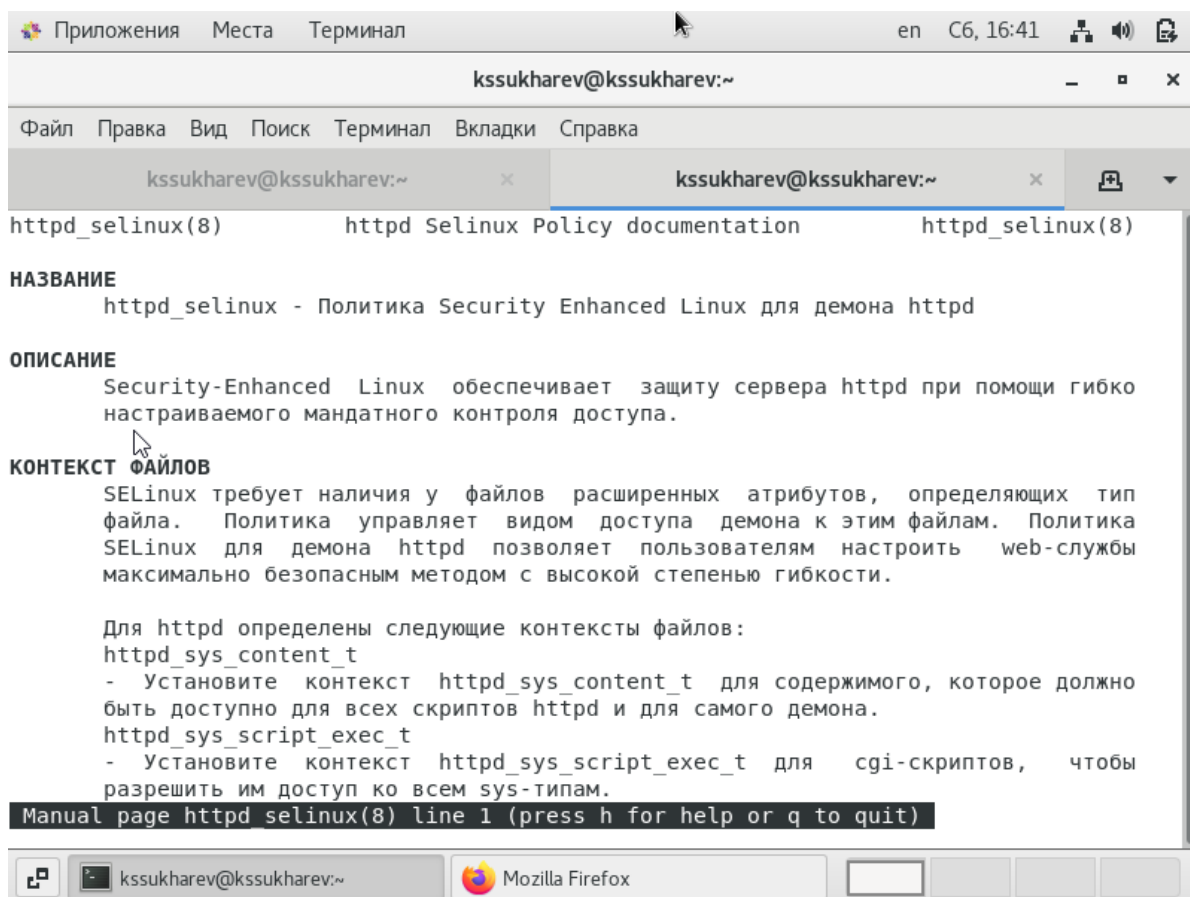 Приложения Места Терминал en Сб, 16:41
kssukharev@kssukharev:~
Файл Правка Вид Поиск Терминал Вкладки Справка
kssukharev@kssukharev:~ kssukharev@kssukharev:~
httpd_selinux(8) httpd Selinux Policy documentation httpd_selinux(8)
НАЗВАНИЕ
httpd_selinux - Политика Security Enhanced Linux для демона httpd
ОПИСАНИЕ
Security-Enhanced Linux обеспечивает защиту сервера httpd при помощи гибко
настраиваемого мандатного контроля доступа.
КОНТЕКСТ ФАЙЛОВ
SELinux требует наличия у файлов расширенных атрибутов, определяющих тип
файла. Политика управляет видом доступа демона к этим файлам. Политика
SELinux для демона httpd позволяет пользователям настроить web-службы
максимально безопасным методом с высокой степенью гибкости.
Для httpd определены следующие контексты файлов:
httpd_sys_content_t
- Установите контекст httpd_sys_content_t для содержимого, которое должно
быть доступно для всех скриптов httpd и для самого демона.
httpd_sys_script_exec_t
- Установите контекст httpd_sys_script_exec_t для cgi-скриптов, чтобы
разрешить им доступ ко всем sys-типам.
Manual page httpd_selinux(8) line 1 (press h for help or q to quit)
kssukharev@kssukharev:~ Mozilla Firefox